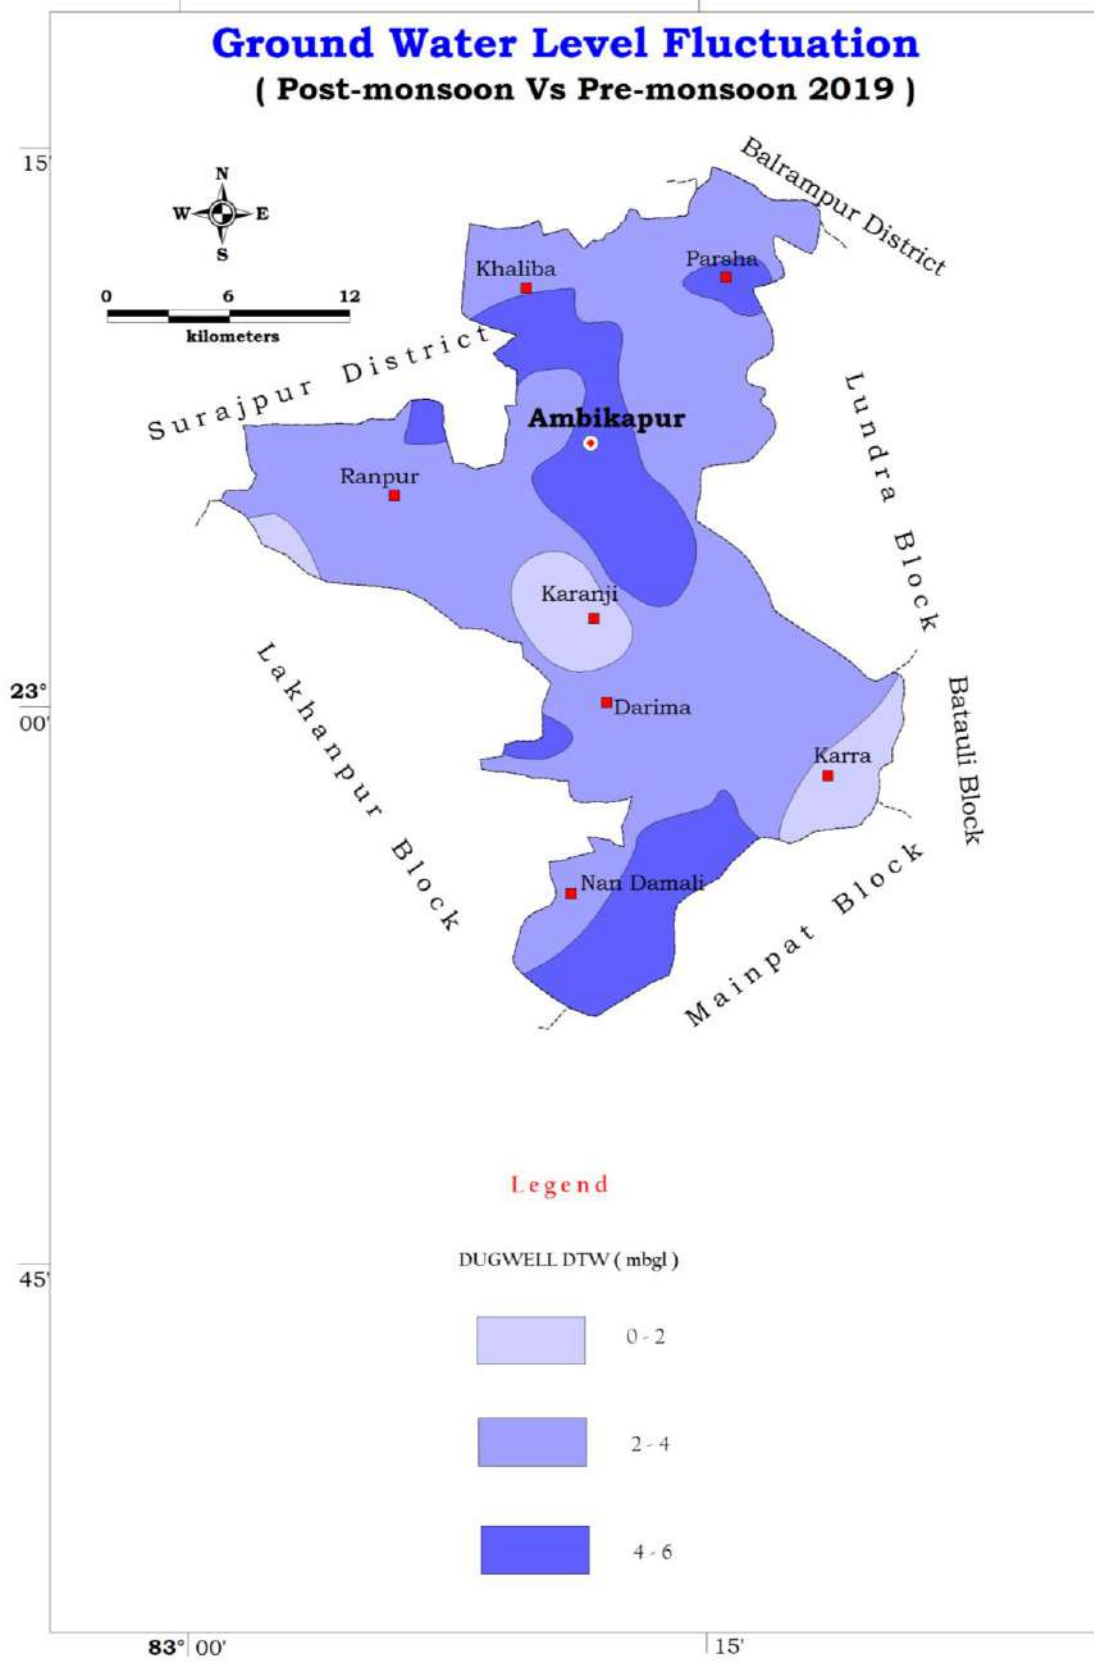 Ground Water Level Fluctuation
( Post-monsoon Vs Pre-monsoon 2019 )
15'
N
W E
S
0 6 12
kilometers
Balrampur District
Khaliba
Parsha
Surajpur District
Ambikapur
Lundra Block
Ranpur
Karanji
23°
00'
Darima
Lakhanpur Block
Batauli Block
Karra
Nan Damali
Mainpat Block
Legend
DUGWELL DTW ( mbgl )
45'
0 - 2
2 - 4
4 - 6
83° 00' 15'